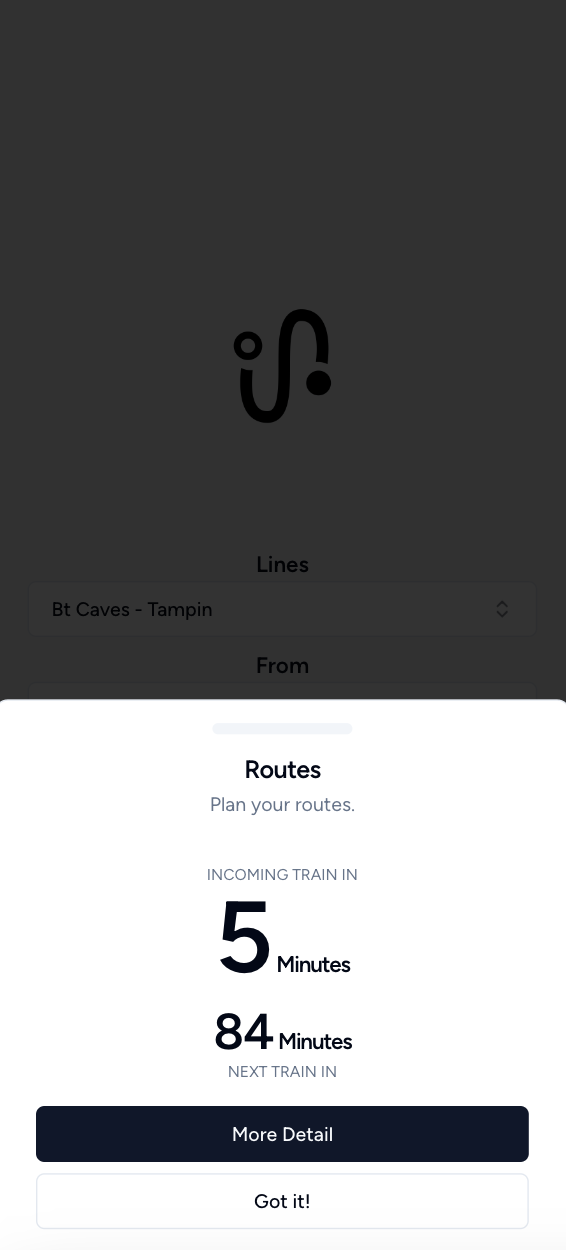 Lines
Bt Caves - Tampin
From
Routes
Plan your routes.
INCOMING TRAIN IN
5 Minutes
84 Minutes
NEXT TRAIN IN
More Detail
Got it!